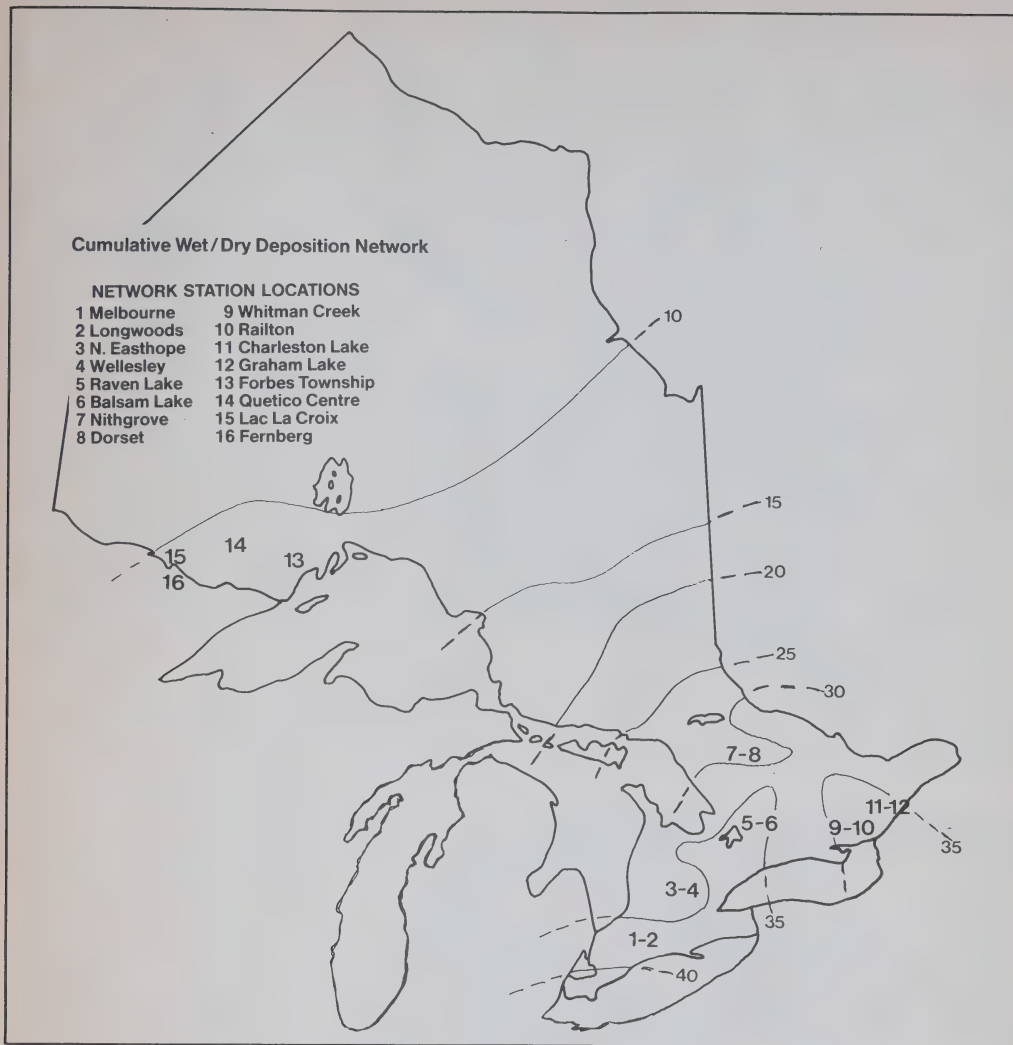 Cumulative Wet/Dry Deposition Network
NETWORK STATION LOCATIONS
1 Melbourne 9 Whitman Creek
2 Longwoods 10 Railton
3 N. Easthope 11 Charleston Lake
4 Wellesley 12 Graham Lake
5 Raven Lake 13 Forbes Township
6 Balsam Lake 14 Quetico Centre
7 Nithgrove 15 Lac La Croix
8 Dorset 16 Fernberg
10
15
14
15
13
16
20
25
30
7-8
5-6
11-12
9-10
35
3-4
35
1-2
40